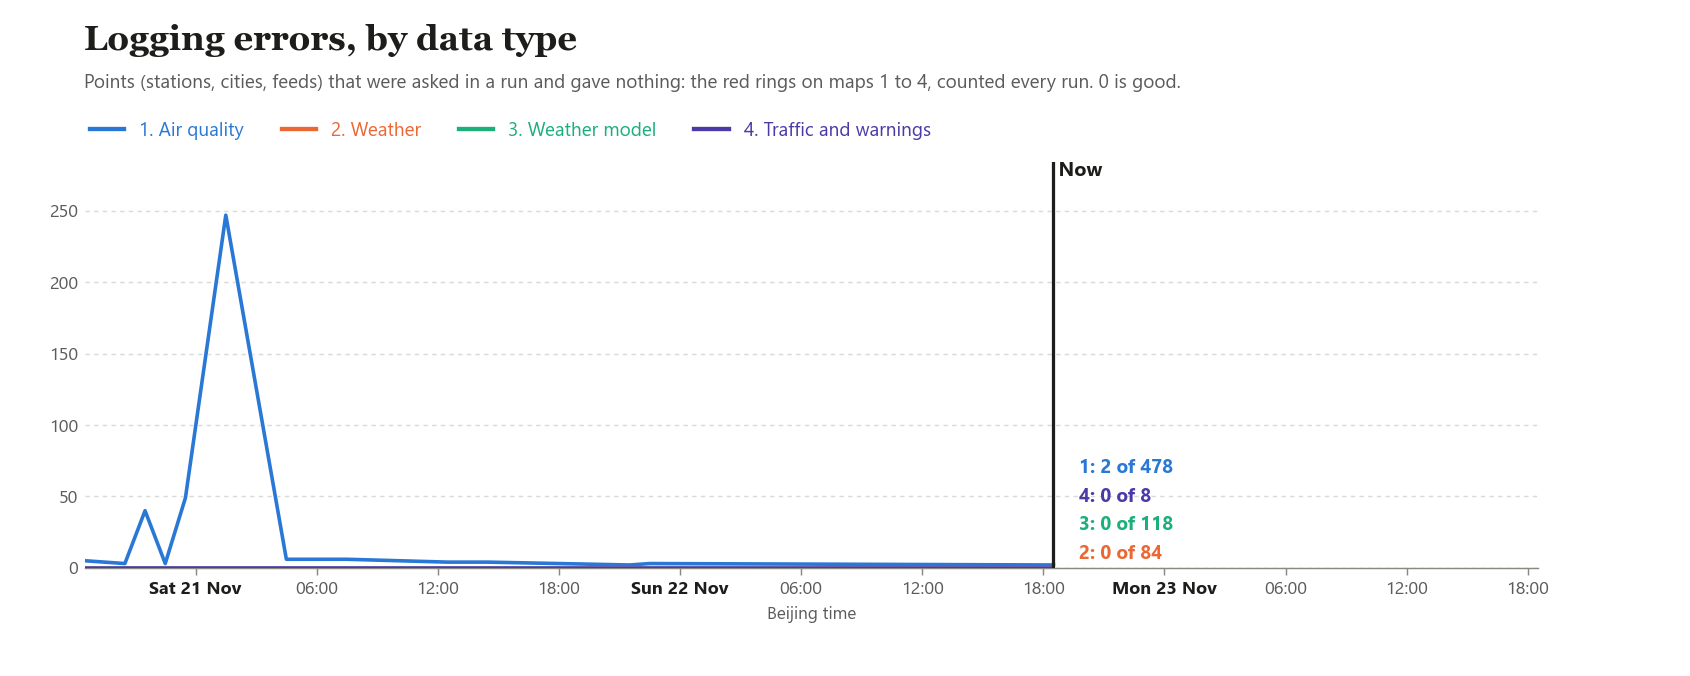 Logging errors, by data type
Points (stations, cities, feeds) that were asked in a run and gave nothing: the red rings on maps 1 to 4, counted every run. 0 is good.
1. Air quality 2. Weather 3. Weather model 4. Traffic and warnings
Now
250
200
150
100
50
0
1: 2 of 478
4: 0 of 8
3: 0 of 118
2: 0 of 84
Sat 21 Nov 06:00 12:00 18:00 Sun 22 Nov 06:00 12:00 18:00 Mon 23 Nov 06:00 12:00 18:00
Beijing time